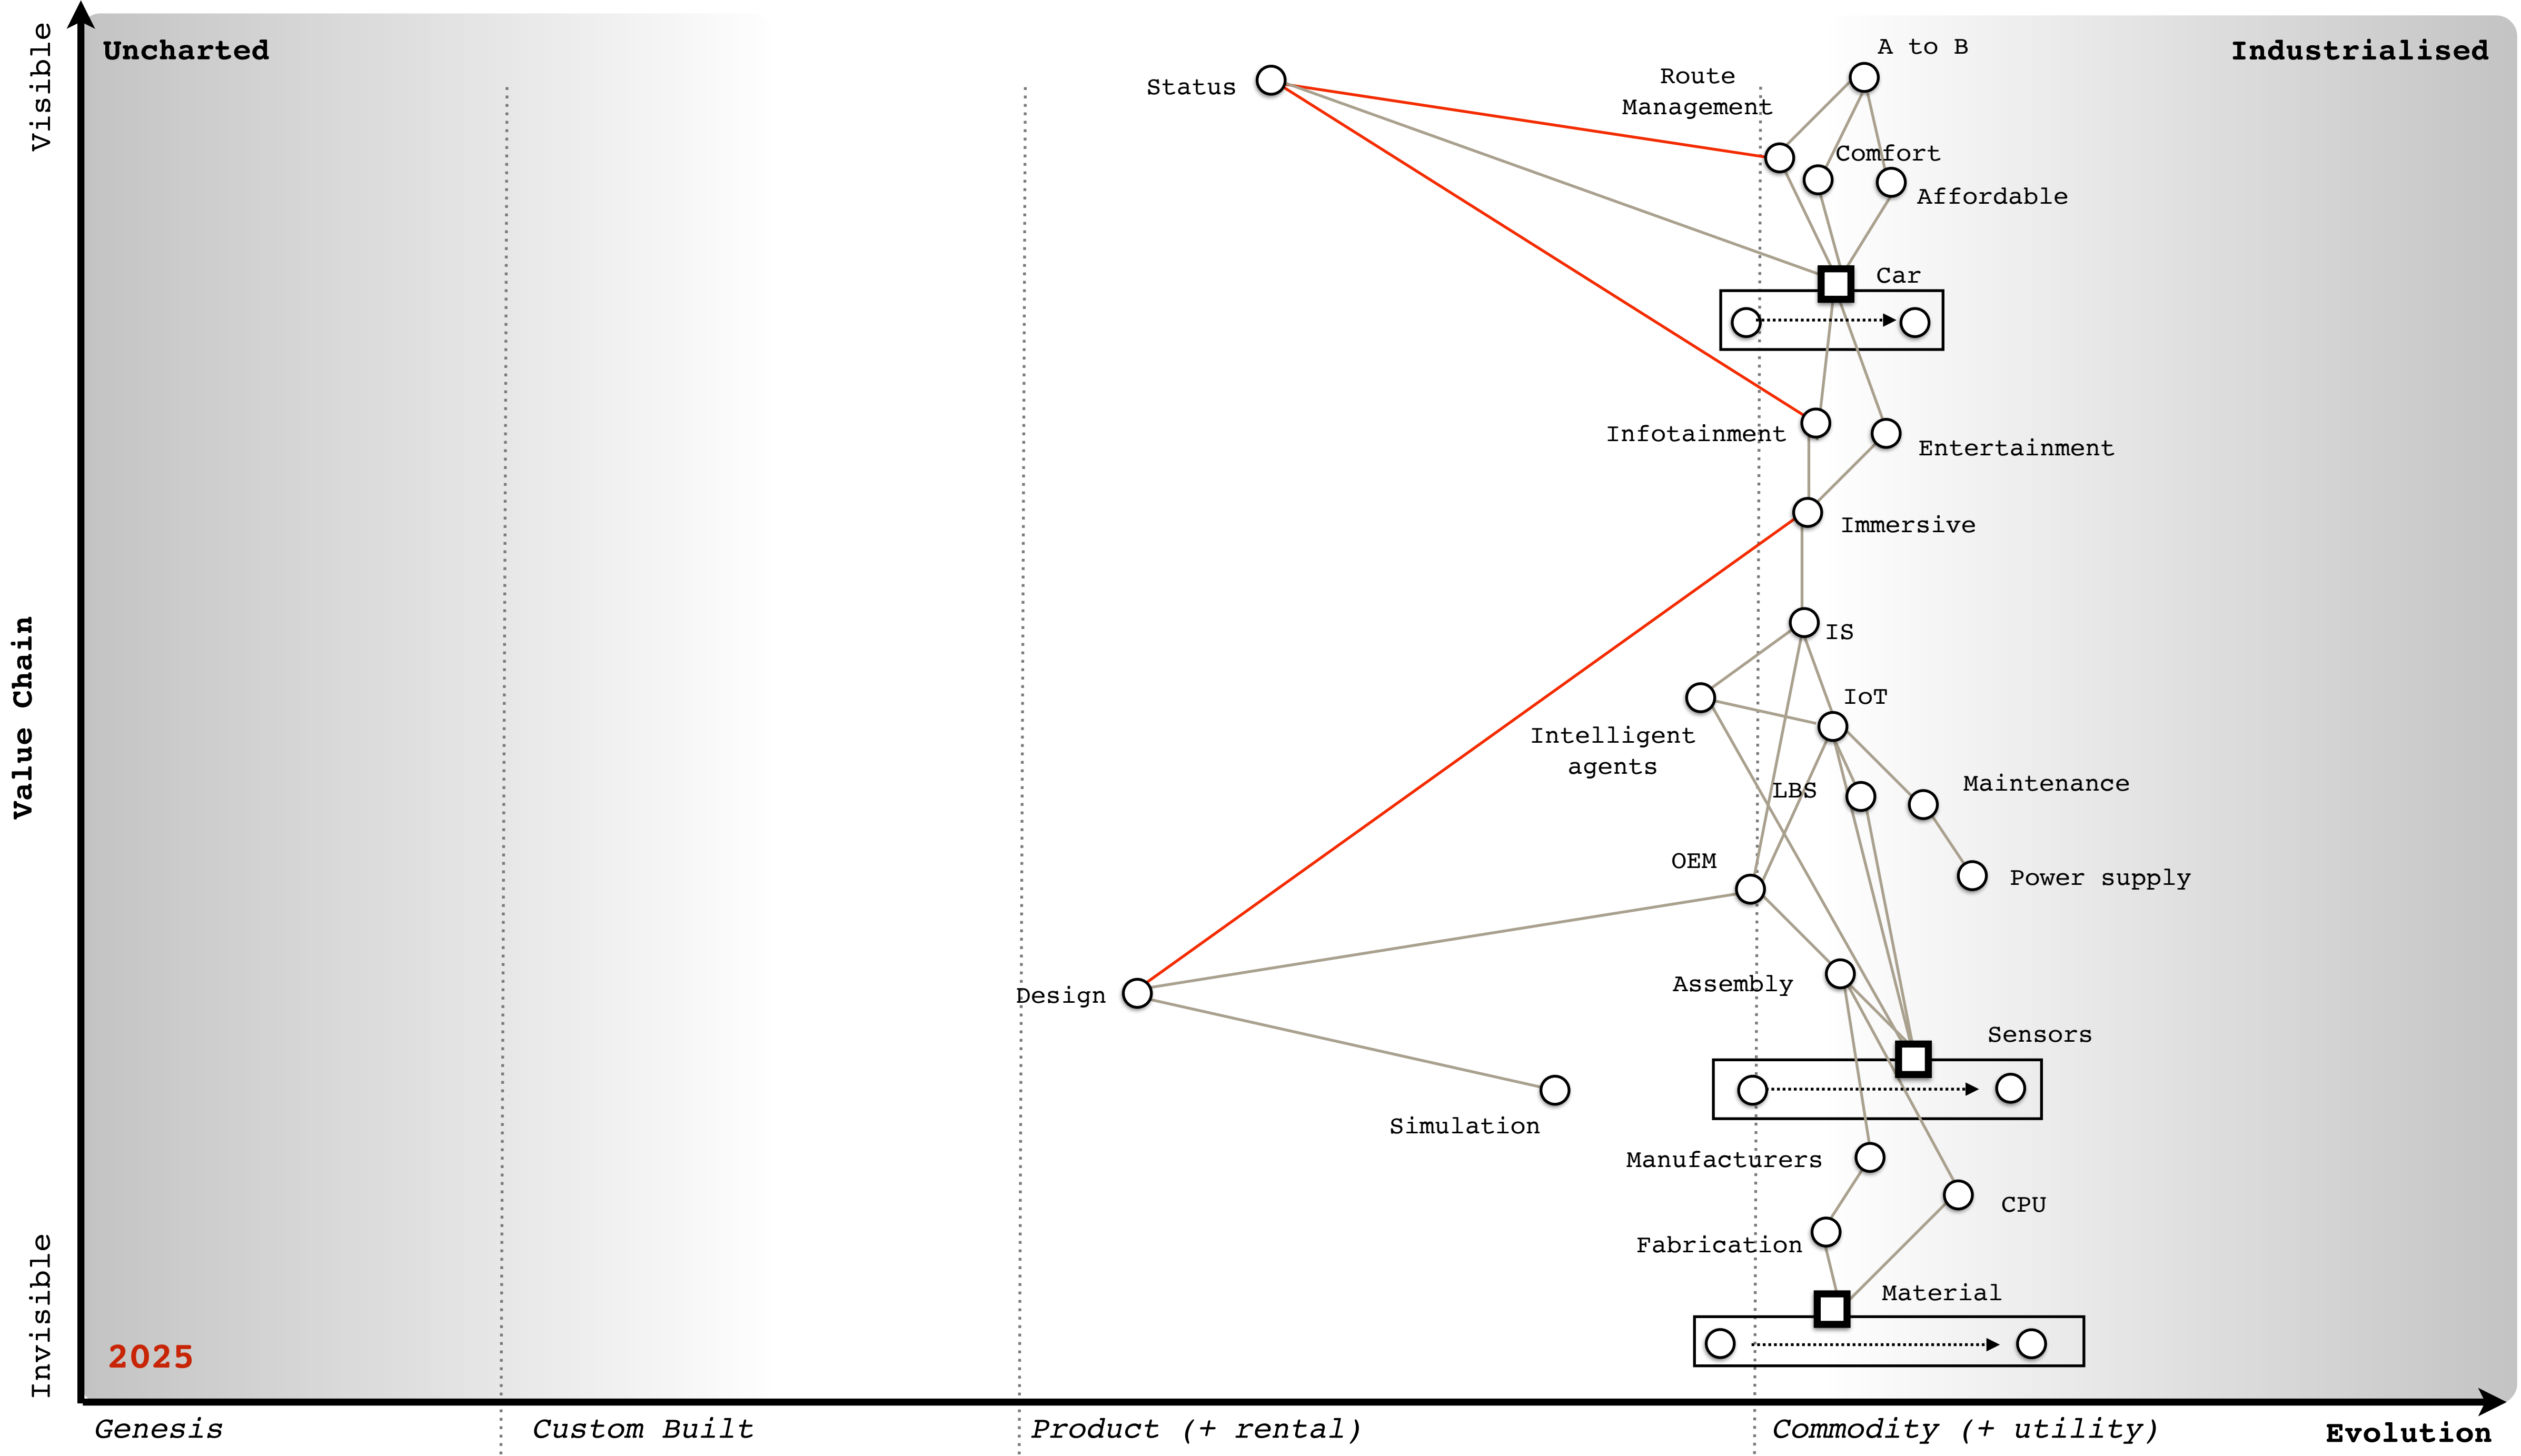 Uncharted
Industrialised
Visible
Value Chain
Invisible
A to B
Status
Route
Management
Comfort
Affordable
Car
Infotainment
Entertainment
Immersive
IS
IoT
Intelligent
agents
LBS
Maintenance
OEM
Power supply
Design
Assembly
Sensors
Simulation
Manufacturers
CPU
Fabrication
Material
2025
Genesis
Custom Built
Product (+ rental)
Commodity (+ utility)
Evolution